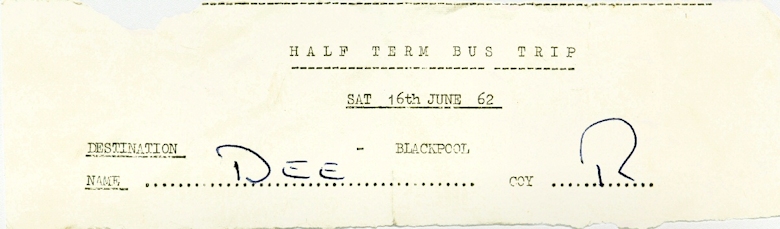 HALF TERM BUS TRIP
SAT 16th JUNE 62
DESTINATION - BLACKPOOL
NAME DEE COY R